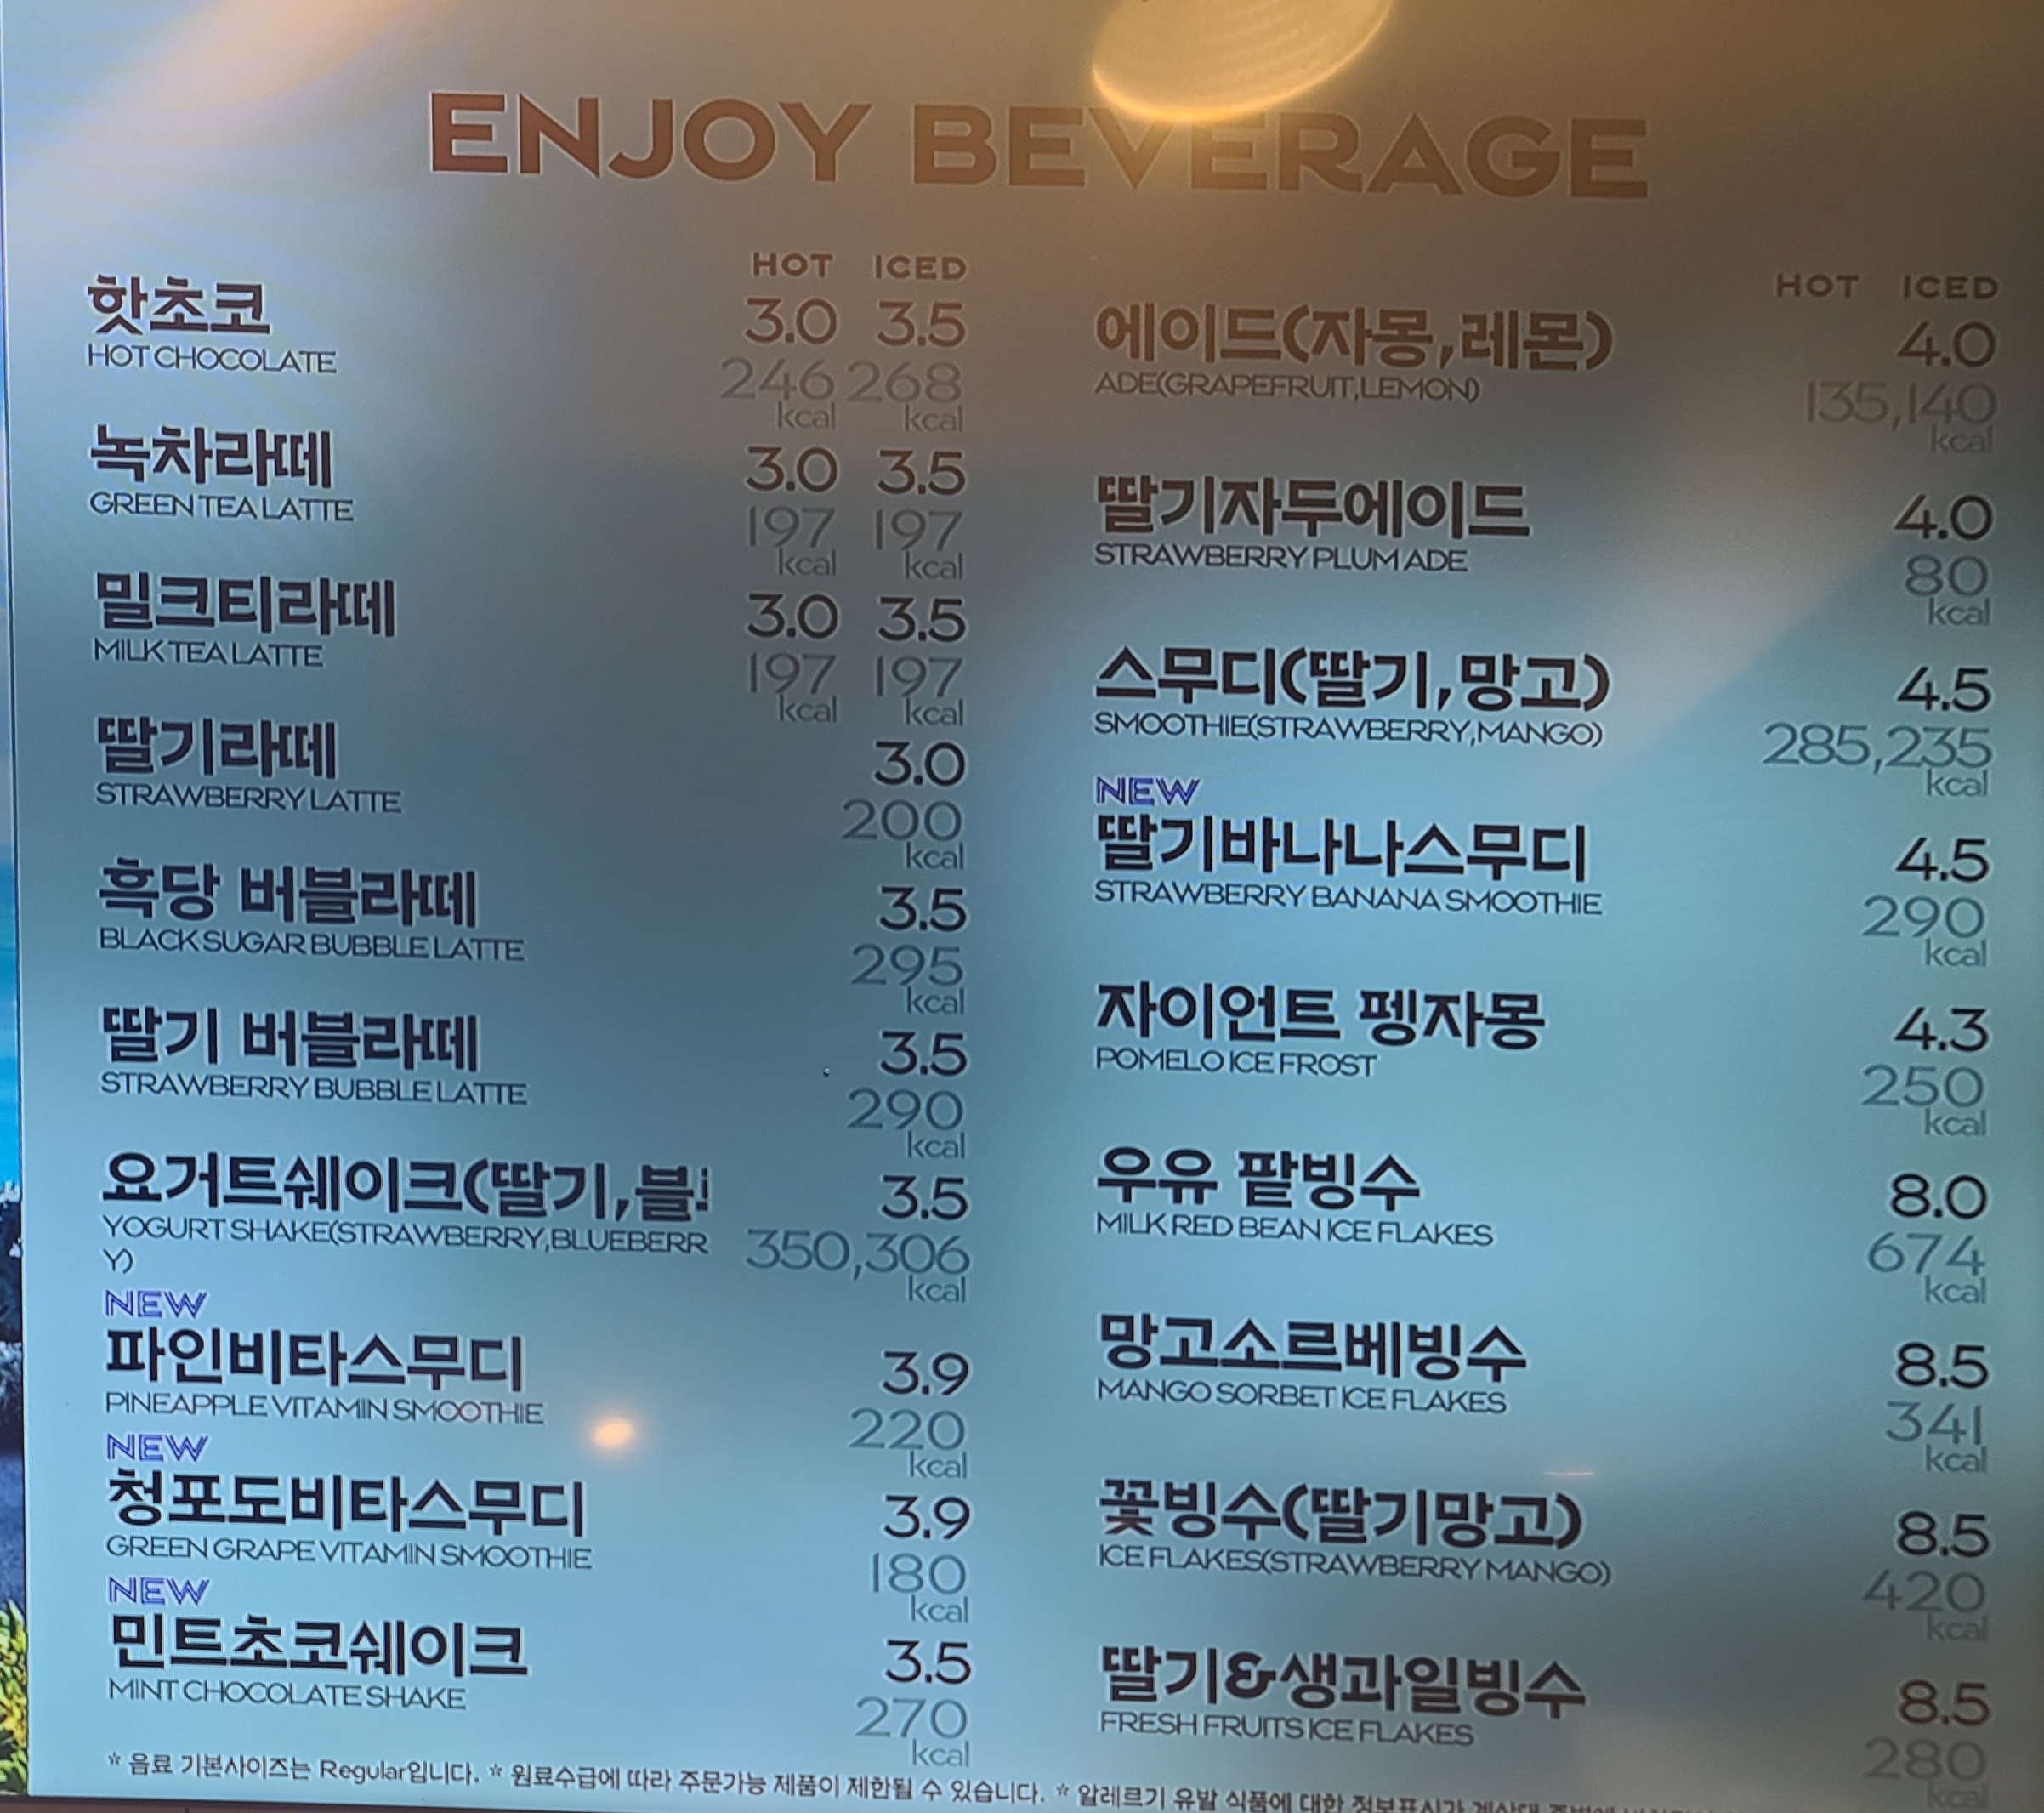 ENJOY BEVERAGE
HOT ICED
핫초코 3.0 3.5
HOT CHOCOLATE 246 268
kcal kcal
녹차라떼 3.0 3.5
GREEN TEA LATTE 197 197
kcal kcal
밀크티라떼 3.0 3.5
MILK TEA LATTE 197 197
kcal kcal
딸기라떼 3.0
STRAWBERRY LATTE 200
kcal
흑당 버블라떼 3.5
BLACK SUGAR BUBBLE LATTE 295
kcal
딸기 버블라떼 3.5
STRAWBERRY BUBBLE LATTE 290
kcal
요거트쉐이크(딸기,블 3.5
YOGURT SHAKE(STRAWBERRY,BLUEBERR 350,306
Y) kcal
NEW
파인비타스무디 3.9
PINEAPPLE VITAMIN SMOOTHIE 220
kcal
NEW
청포도비타스무디 3.9
GREEN GRAPE VITAMIN SMOOTHIE 180
kcal
NEW
민트초코쉐이크 3.5
MINT CHOCOLATE SHAKE 270
kcal
HOT ICED
에이드(자몽,레몬) 4.0
ADE(GRAPEFRUIT,LEMON) 135,140
kcal
딸기자두에이드 4.0
STRAWBERRY PLUM ADE 80
kcal
스무디(딸기,망고) 4.5
SMOOTHIE(STRAWBERRY,MANGO) 285,235
kcal
NEW
딸기바나나스무디 4.5
STRAWBERRY BANANA SMOOTHIE 290
kcal
자이언트 펭자몽 4.3
POMELO ICE FROST 250
kcal
우유 팥빙수 8.0
MILK RED BEAN ICE FLAKES 674
kcal
망고소르베빙수 8.5
MANGO SORBET ICE FLAKES 341
kcal
꽃빙수(딸기망고) 8.5
ICE FLAKES(STRAWBERRY MANGO) 420
kcal
딸기&생과일빙수 8.5
FRESH FRUITS ICE FLAKES 280
kcal
* 음료 기본사이즈는 Regular입니다. * 원료수급에 따라 주문가능 제품이 제한될 수 있습니다. * 알레르기 유발 식품에 대한 정보표시가